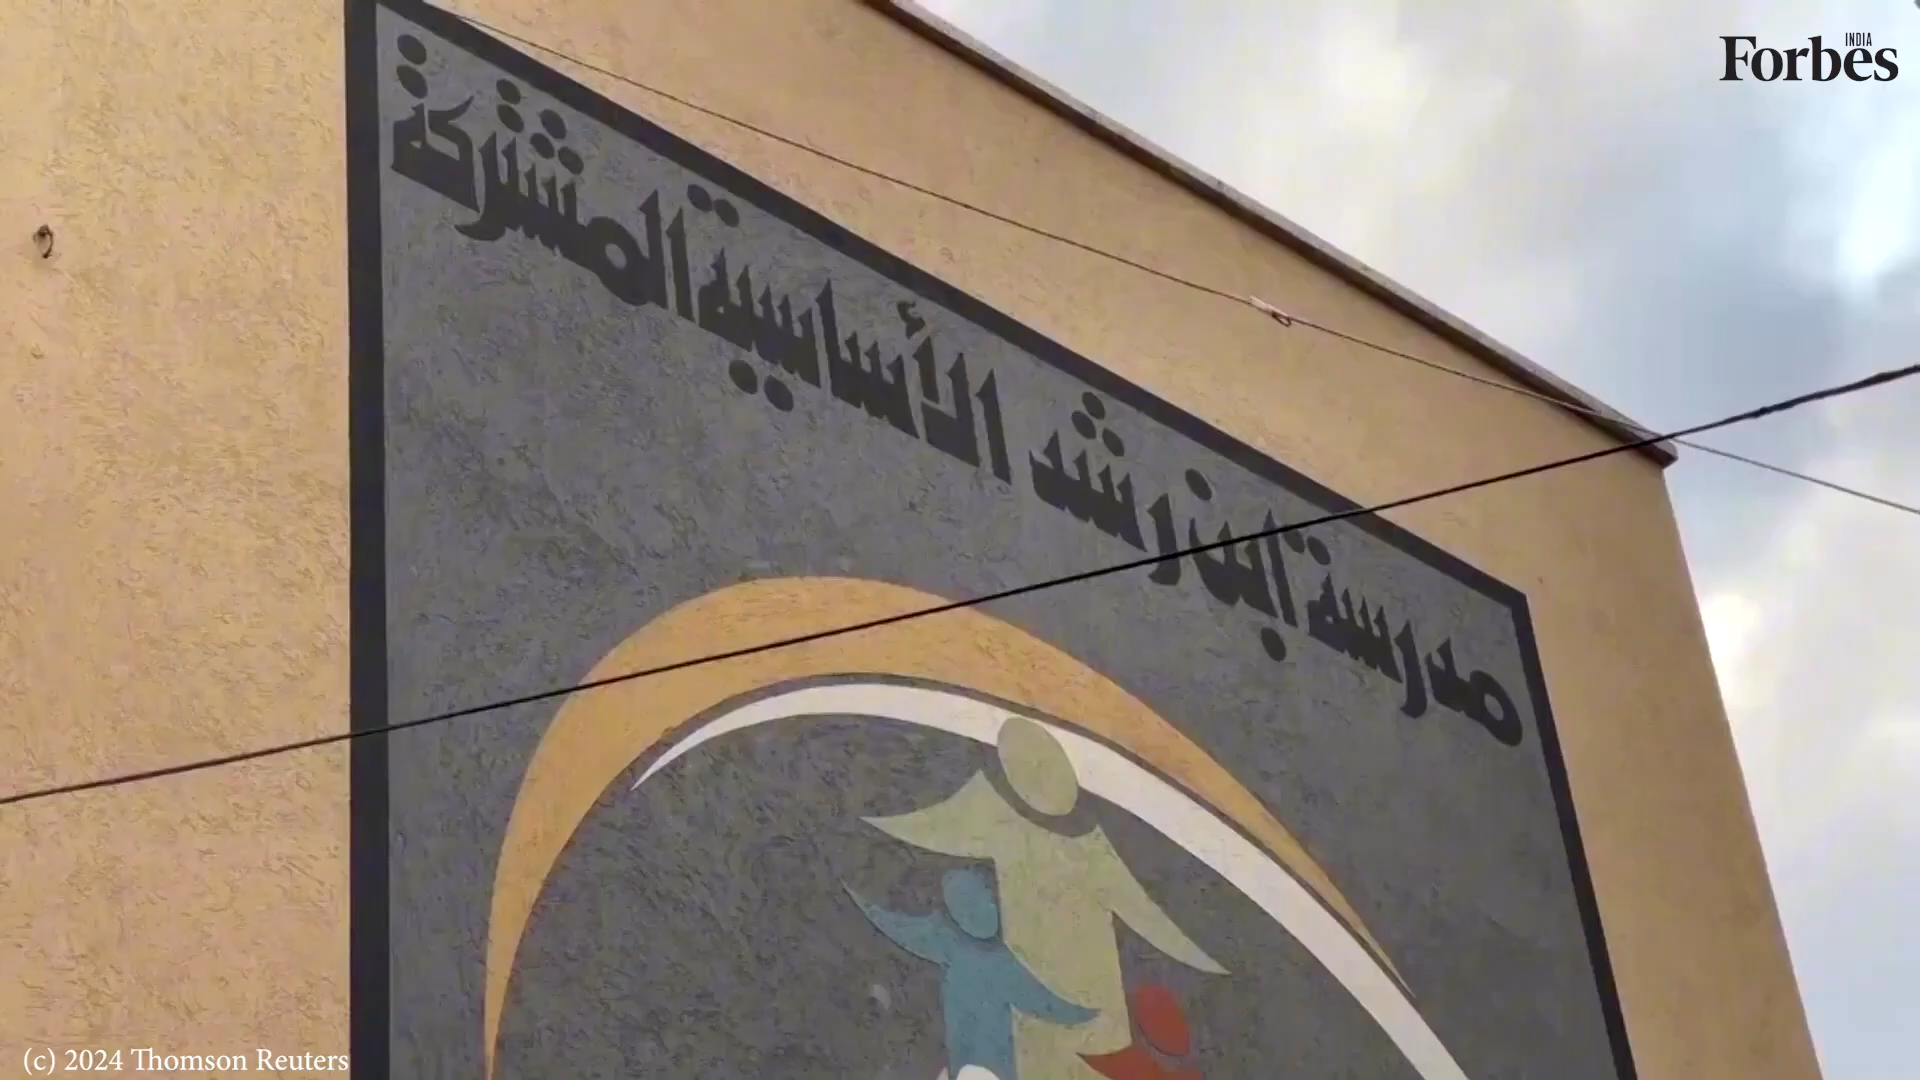 Forbes
INDIA
مدرسة ابن رشد الأساسية المشتركة
(c) 2024 Thomson Reuters